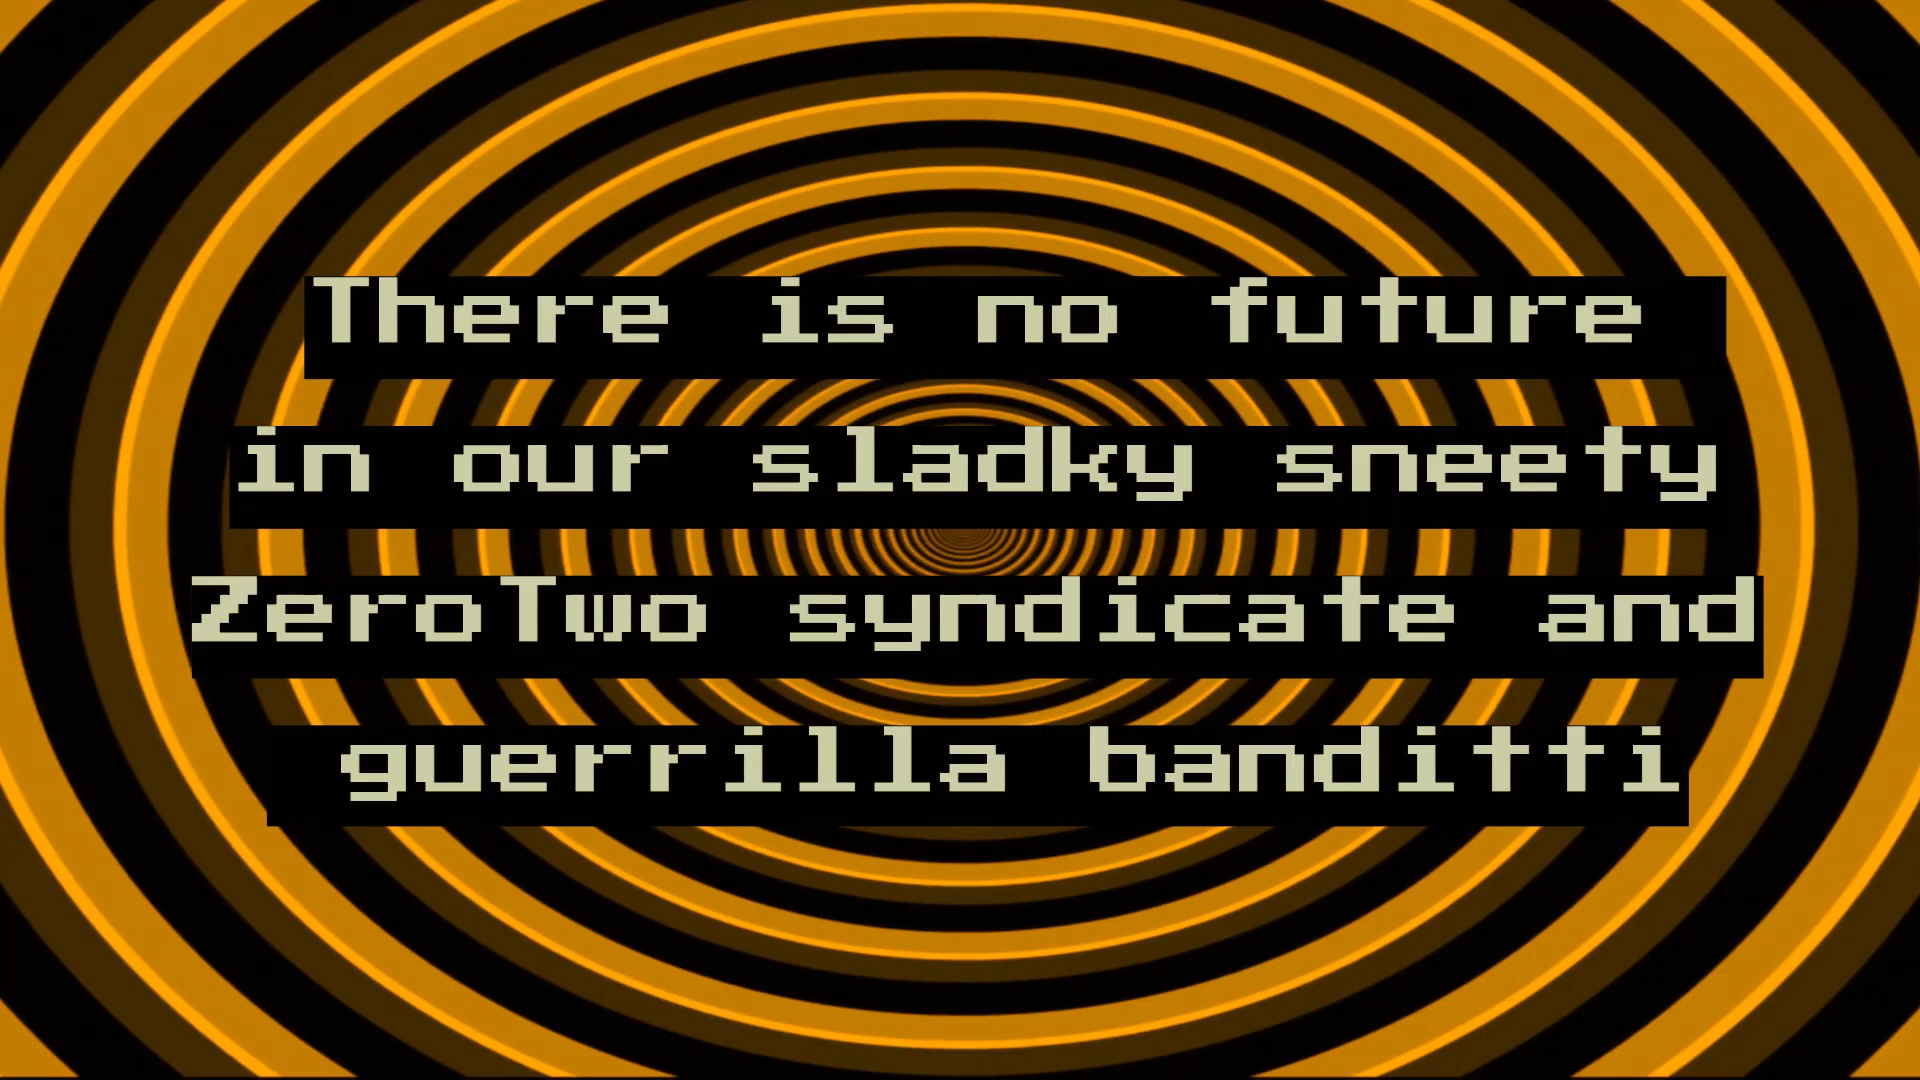 There is no future
in our sladky sneety
ZeroTwo syndicate and
guerrilla banditti